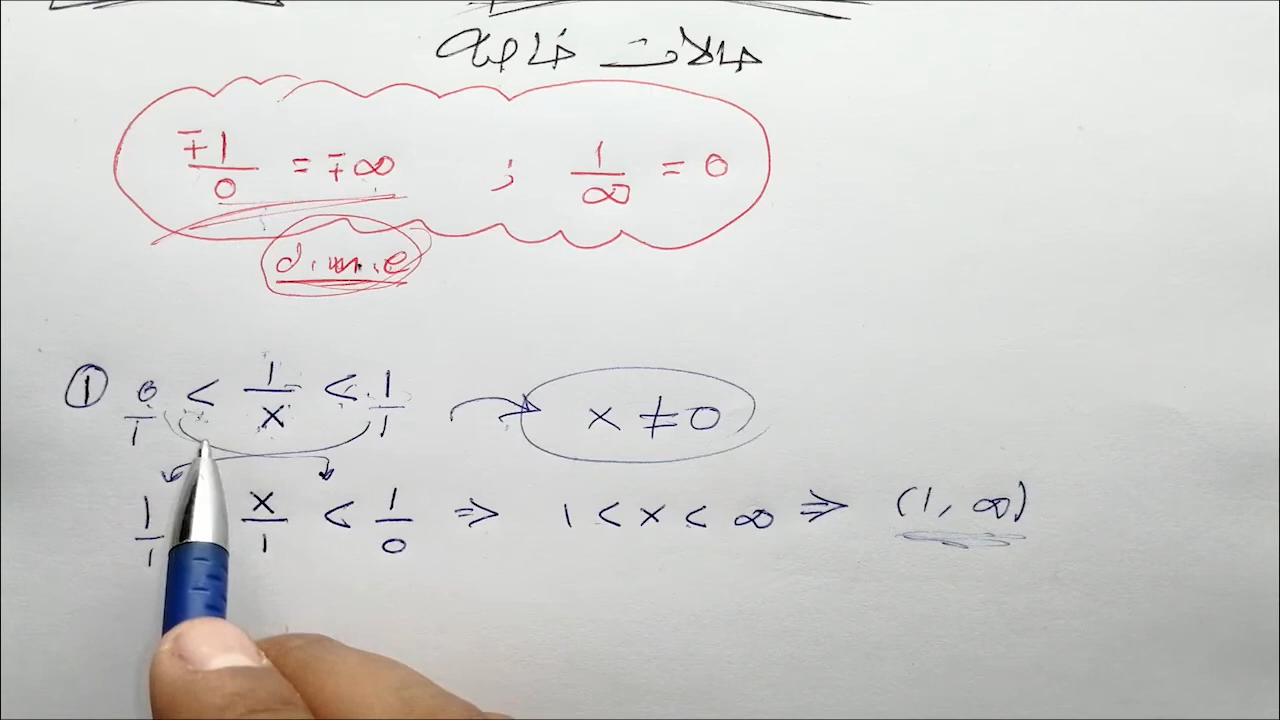 حالات خاصة
∓1/0 = ∓∞ ; 1/∞ = 0
d.n.e
① 0/1 < 1/x < 1/1 → x ≠ 0
1/1 x/1 < 1/0 ⇒ 1 < x < ∞ ⇒ (1, ∞)